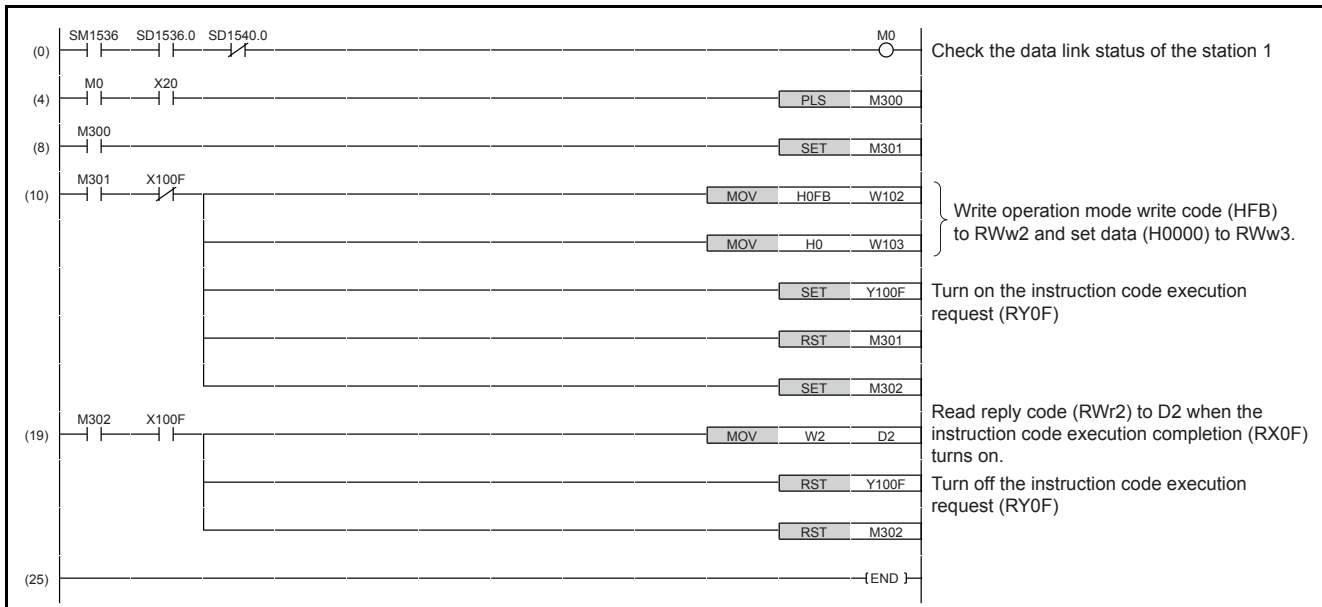 SM1536 SD1536.0 SD1540.0 M0
(0) Check the data link status of the station 1
M0 X20
(4) PLS M300
M300
(8) SET M301
M301 X100F
(10) MOV H0FB W102
Write operation mode write code (HFB)
to RWw2 and set data (H0000) to RWw3.
MOV H0 W103
SET Y100F Turn on the instruction code execution
request (RY0F)
RST M301
SET M302
M302 X100F
Read reply code (RWr2) to D2 when the
(19) MOV W2 D2 instruction code execution completion (RX0F)
turns on.
RST Y100F Turn off the instruction code execution
request (RY0F)
RST M302
(25) END